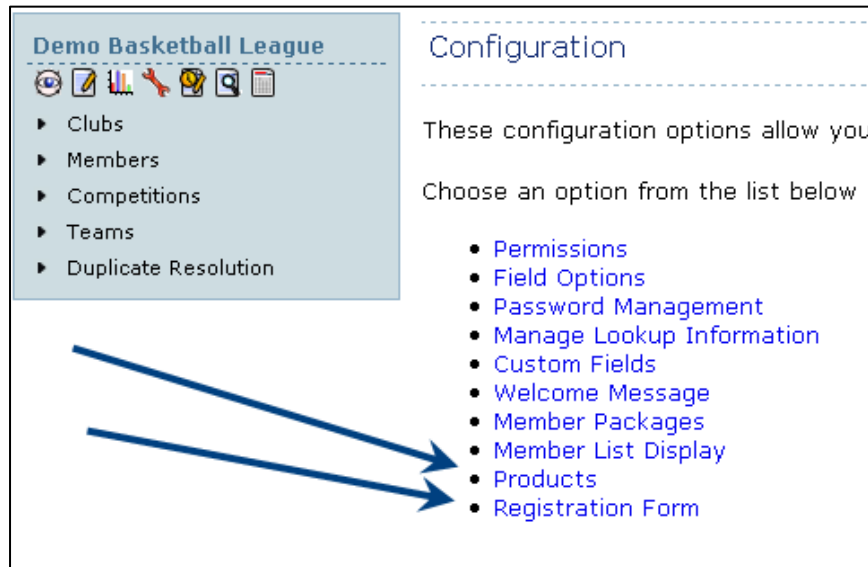 Demo Basketball League
Clubs
Members
Competitions
Teams
Duplicate Resolution
Configuration
These configuration options allow you
Choose an option from the list below
Permissions
Field Options
Password Management
Manage Lookup Information
Custom Fields
Welcome Message
Member Packages
Member List Display
Products
Registration Form